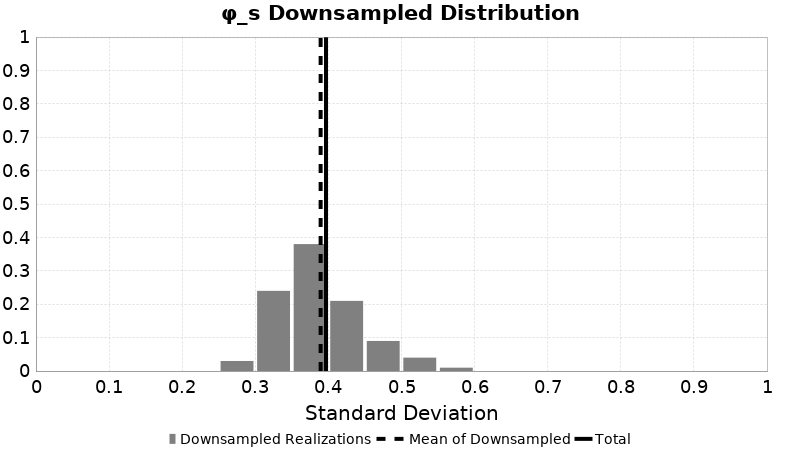 φ_s Downsampled Distribution
1
0.9
0.8
0.7
0.6
0.5
0.4
0.3
0.2
0.1
0
0 0.1 0.2 0.3 0.4 0.5 0.6 0.7 0.8 0.9 1
Standard Deviation
Downsampled Realizations Mean of Downsampled Total